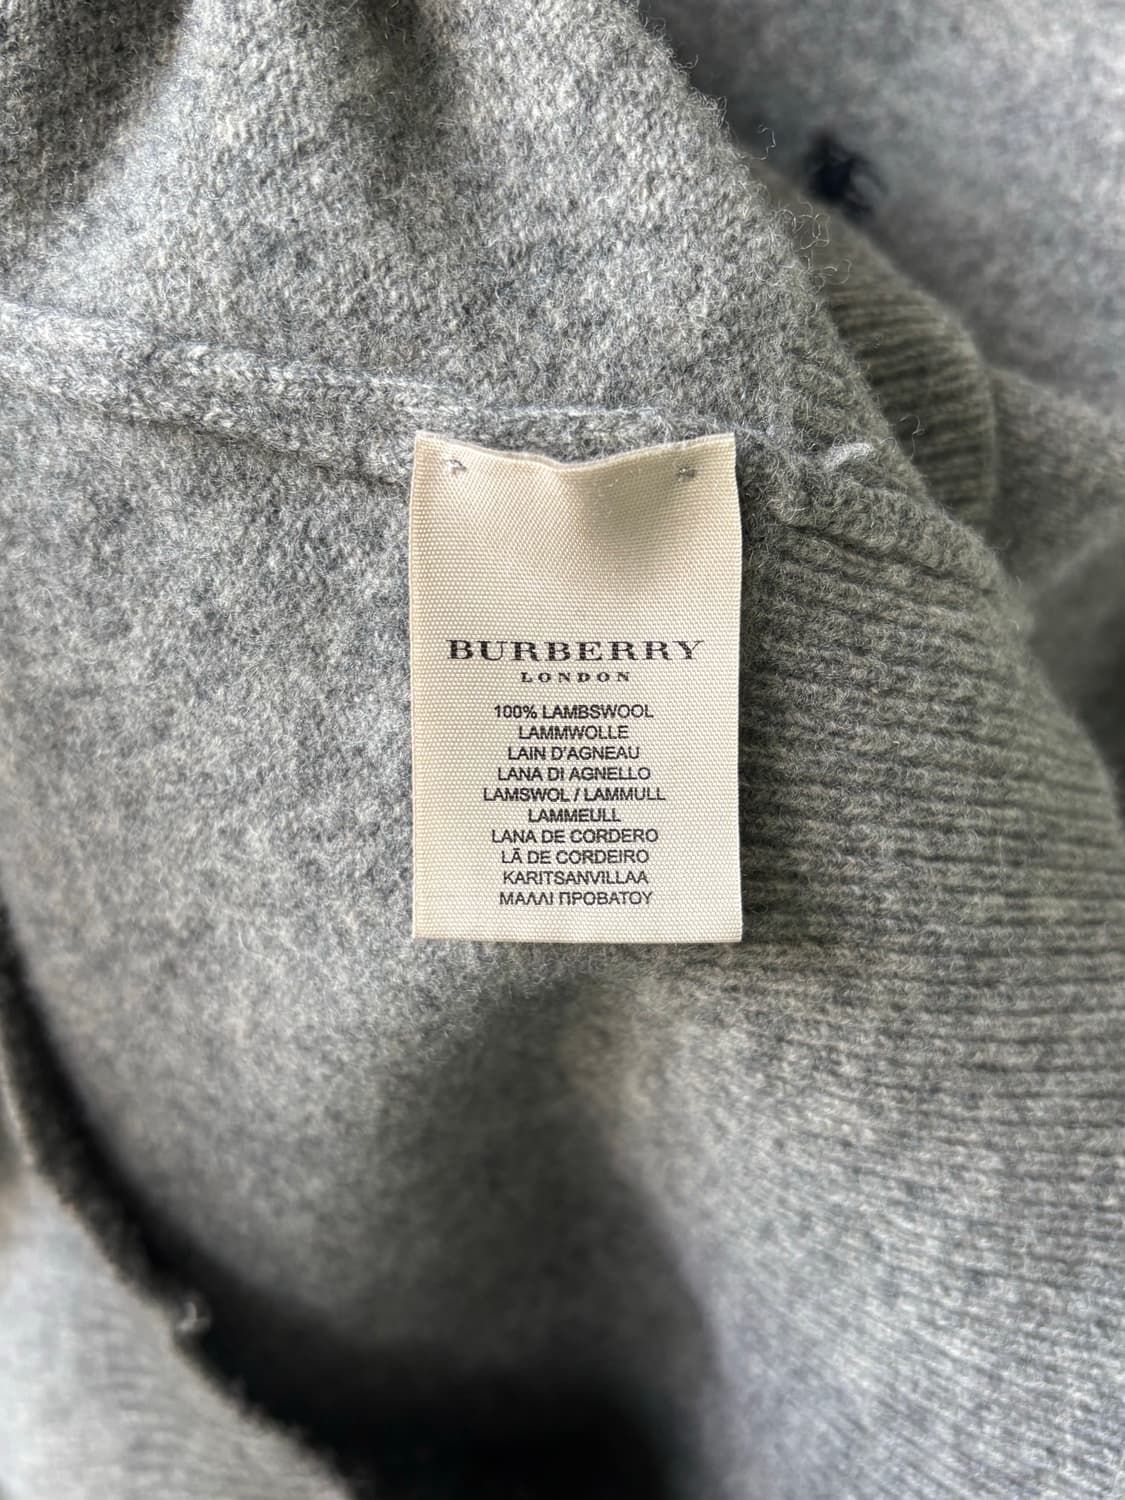 BURBERRY
LONDON
100% LAMBSWOOL
LAMMWOLLE
LAIN D'AGNEAU
LANA DI AGNELLO
LAMSWOL / LAMMULL
LAMMEULL
LANA DE CORDERO
LÃ DE CORDEIRO
KARITSANVILLAA
ΜΑΛΛΙ ΠΡΟΒΑΤΟΥ